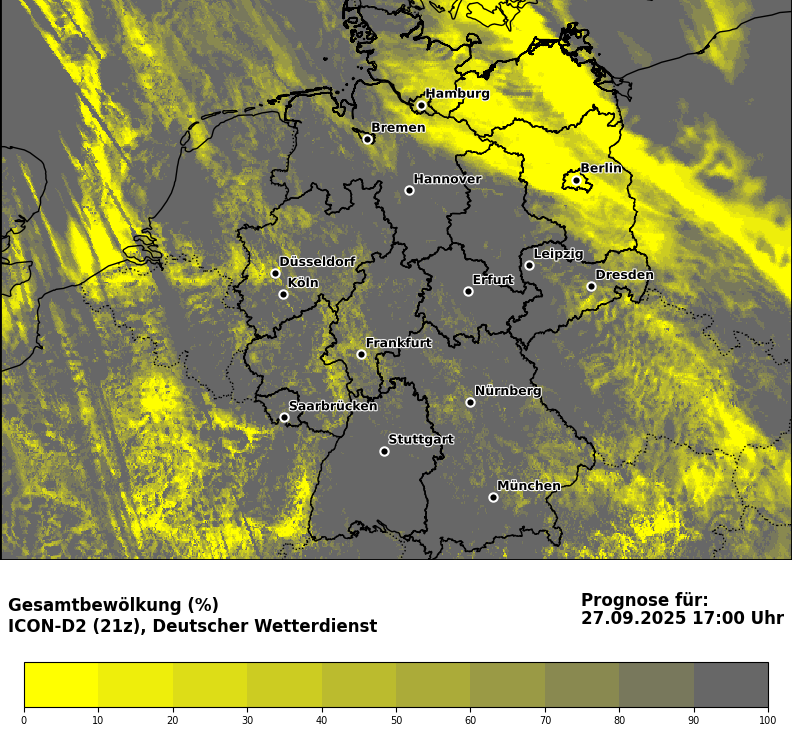 Hamburg
Bremen
Berlin
Hannover
Leipzig
Düsseldorf
Dresden
Köln
Erfurt
Frankfurt
Nürnberg
Saarbrücken
Stuttgart
München
Gesamtbewölkung (%)
ICON-D2 (21z), Deutscher Wetterdienst
Prognose für:
27.09.2025 17:00 Uhr
0 10 20 30 40 50 60 70 80 90 100